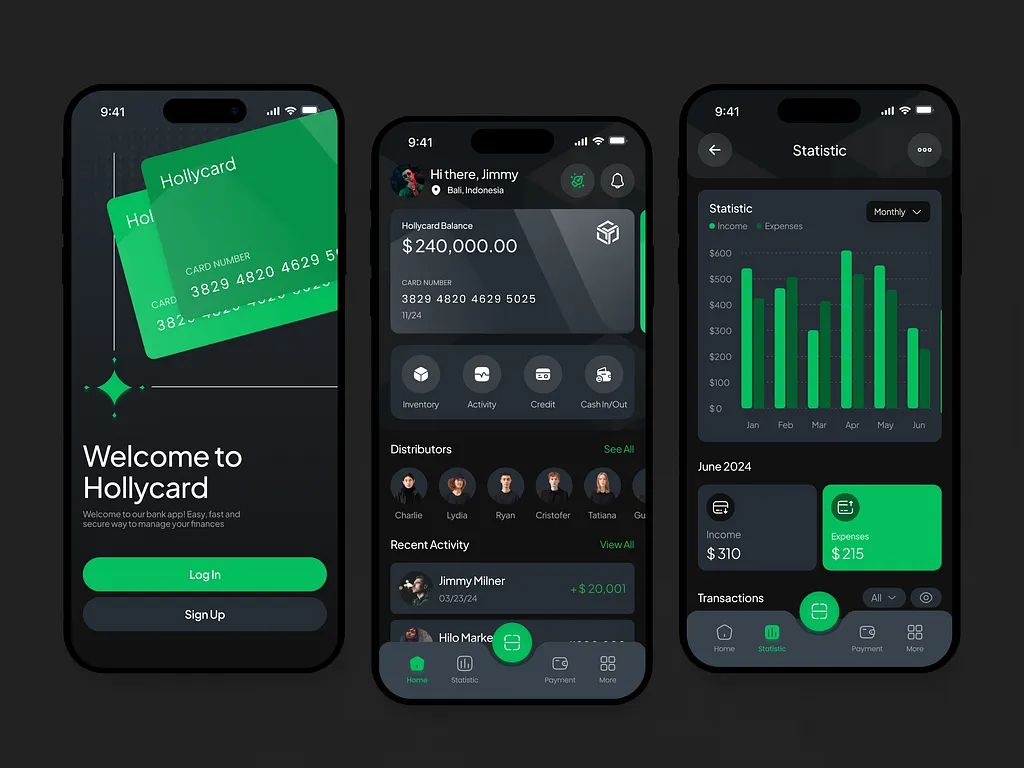 9:41
Hollycard
Hol
CARD NUMBER
3829 4820 4629 5
CARD
Welcome to
Hollycard
Welcome to our bank app! Easy, fast and
secure way to manage your finances
Log In
Sign Up
9:41
Hi there, Jimmy
Bali, Indonesia
Hollycard Balance
$240,000.00
CARD NUMBER
3829 4820 4629 5025
11/24
Inventory Activity Credit Cash In/Out
Distributors See All
Charlie Lydia Ryan Cristofer Tatiana Gu
Recent Activity View All
Jimmy Milner
03/23/24
+$20,001
Hilo Marke
Home Statistic Payment More
9:41
Statistic
Statistic
Monthly
Income Expenses
$600
$500
$400
$300
$200
$100
$0
Jan Feb Mar Apr May Jun
June 2024
Income
$310
Expenses
$215
Transactions All
Home Statistic Payment More